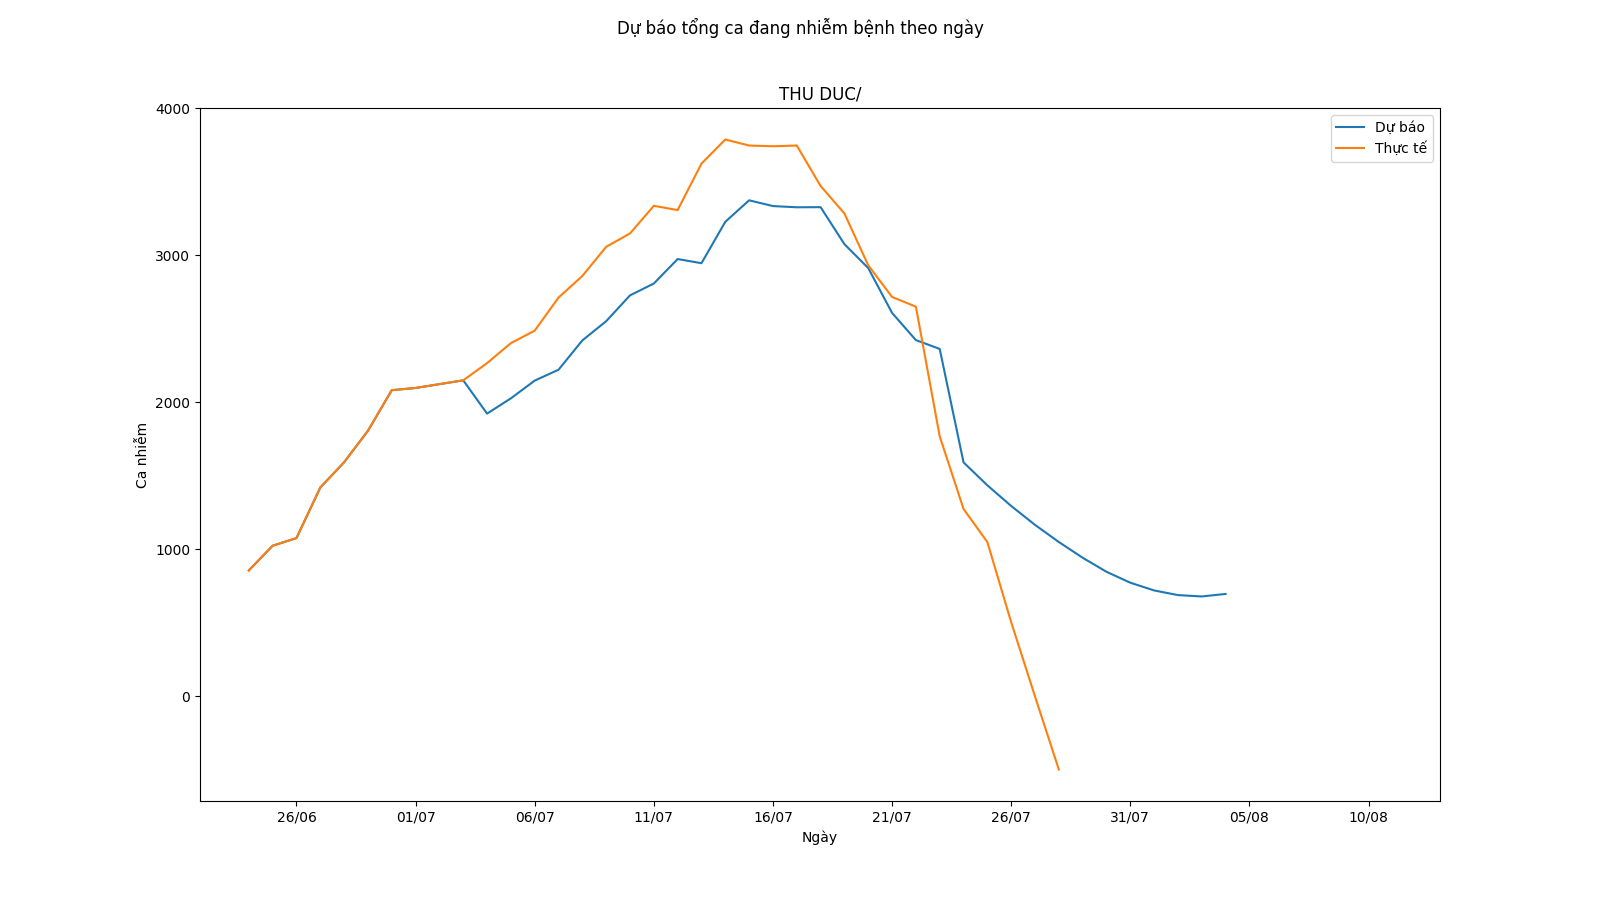 Dự báo tổng ca đang nhiễm bệnh theo ngày
THU DUC/
Dự báo
Thực tế
4000
3000
2000
1000
0
Ca nhiễm
26/06 01/07 06/07 11/07 16/07 21/07 26/07 31/07 05/08 10/08
Ngày